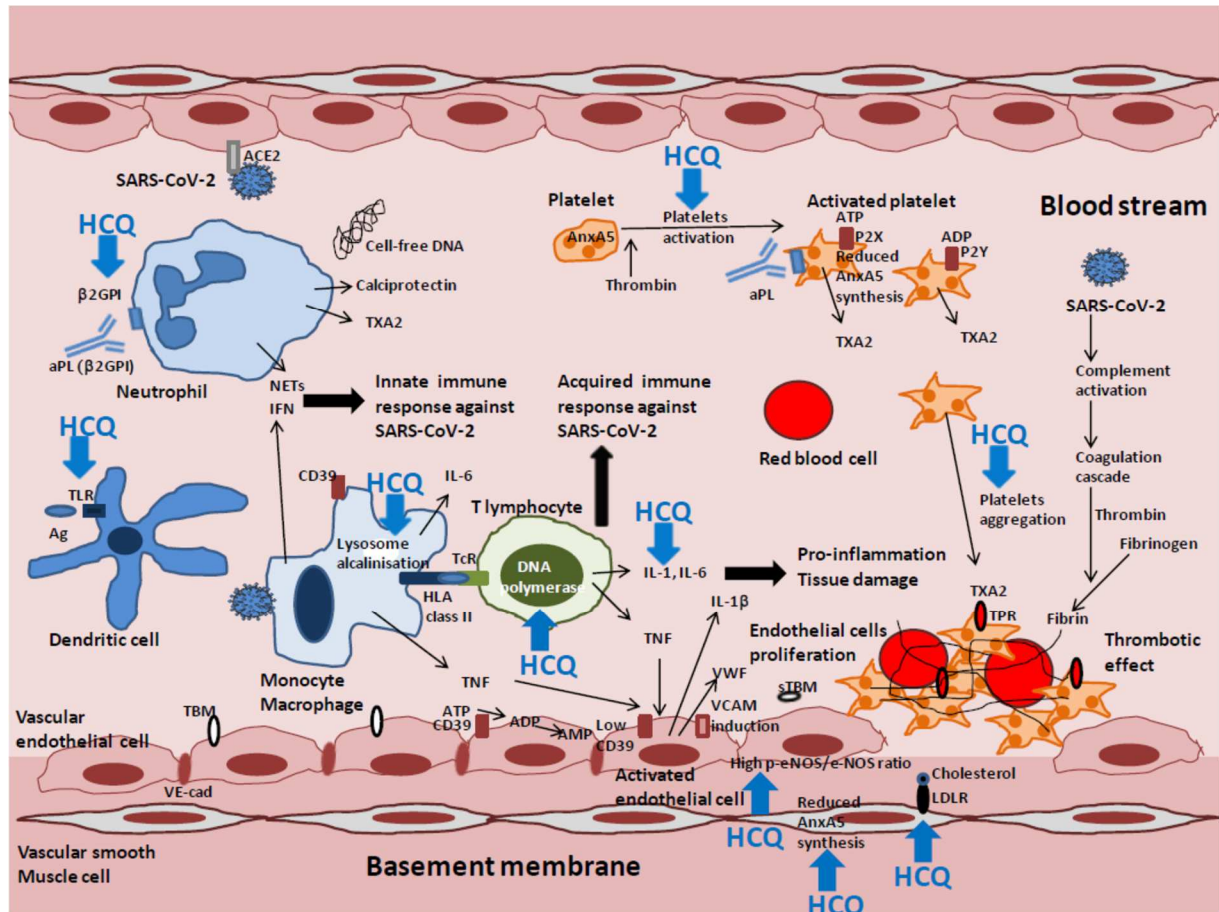 ACE2
SARS-CoV-2
HCQ
β2GPI
aPL (β2GPI)
Neutrophil
Cell-free DNA
Calciprotectin
TXA2
NETs
IFN
Innate immune
response against
SARS-CoV-2
HCQ
Platelet
AnxA5
Platelets
activation
Thrombin
Activated platelet
ATP
P2X
Reduced
AnxA5
synthesis
aPL
TXA2
ADP
P2Y
TXA2
Blood stream
SARS-CoV-2
Complement
activation
Coagulation
cascade
Thrombin
Fibrinogen
Fibrin
Acquired immune
response against
SARS-CoV-2
Red blood cell
HCQ
Platelets
aggregation
TXA2
TPR
Thrombotic
effect
HCQ
TLR
Ag
Dendritic cell
CD39
HCQ
IL-6
Lysosome
alcalinisation
TcR
HLA
class II
Monocyte
Macrophage
T lymphocyte
DNA
polymerase
HCQ
HCQ
IL-1, IL-6
Pro-inflammation
Tissue damage
TNF
IL-1β
VWF
VCAM
induction
Endothelial cells
proliferation
sTBM
TNF
Vascular
endothelial cell
TBM
VE-cad
ATP
CD39
ADP
AMP
Low
CD39
Activated
endothelial cell
High p-eNOS/e-NOS ratio
HCQ
Reduced
AnxA5
synthesis
HCQ
Cholesterol
LDLR
HCQ
Vascular smooth
Muscle cell
Basement membrane